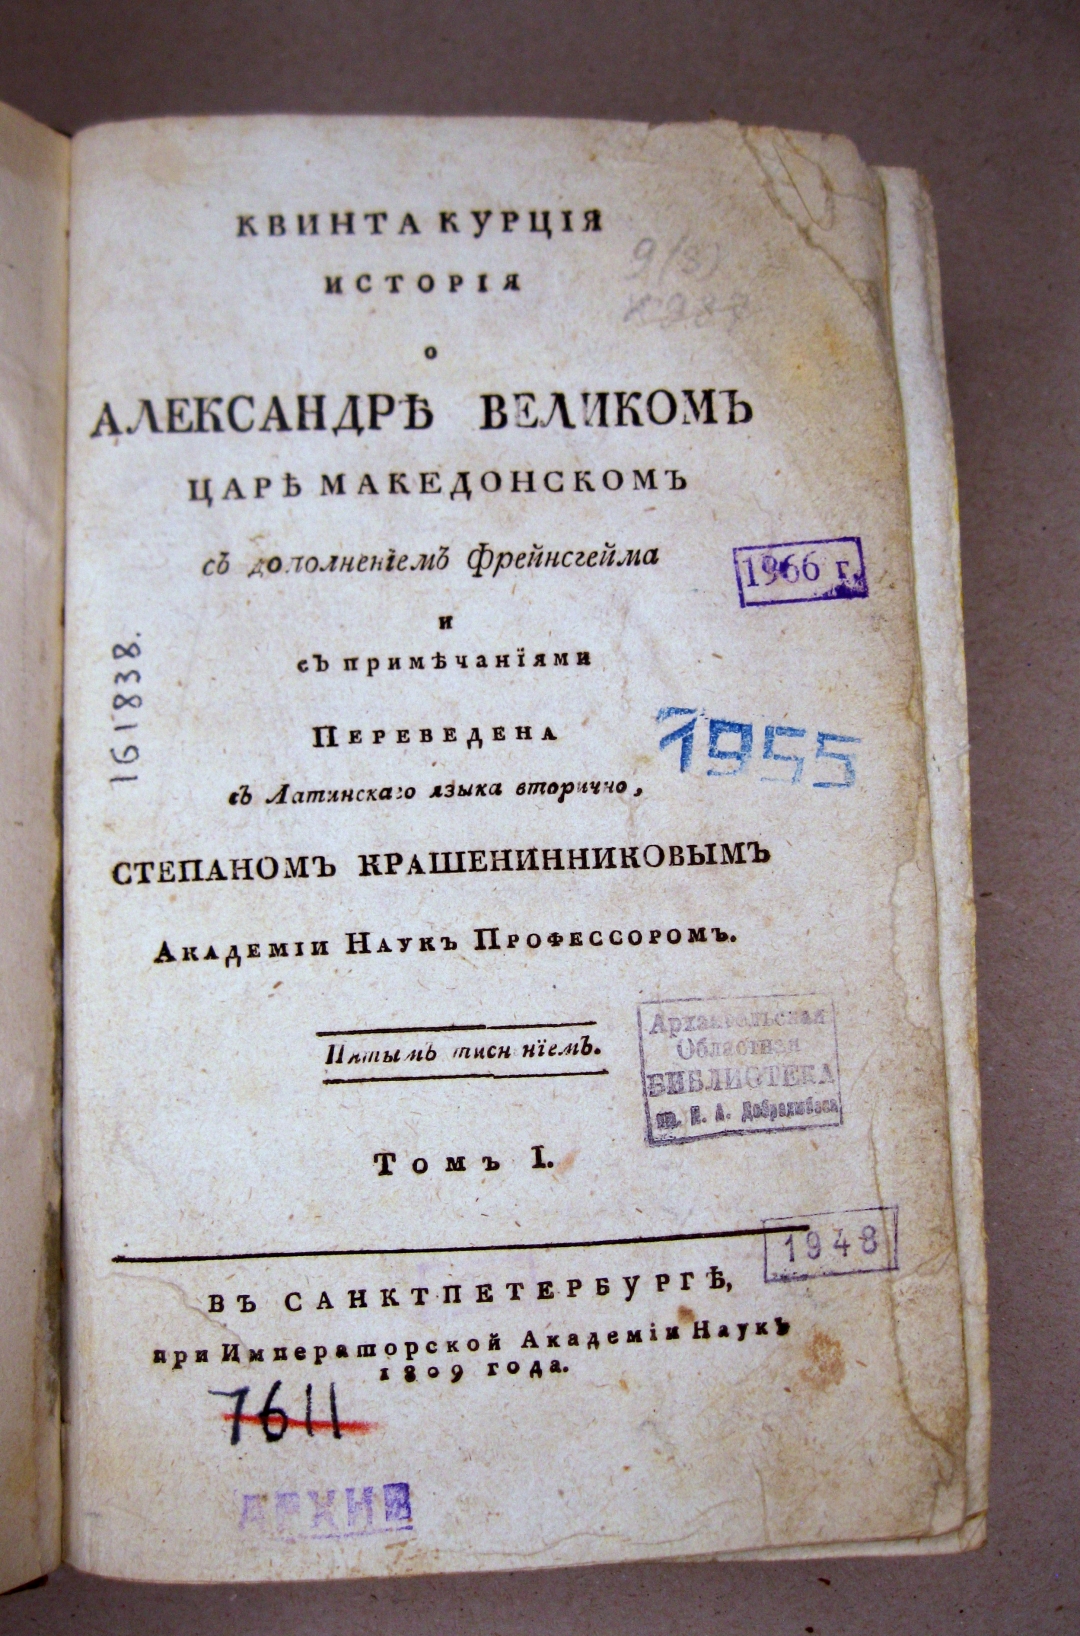 КВИНТА КУРЦІЯ
ИСТОРІЯ
О
АЛЕКСАНДРѢ ВЕЛИКОМЪ
ЦАРѢ МАКЕДОНСКОМЪ
съ дополненіемъ Фрейнсгейма
1966 г.
и
съ примѣчаніями
161838.
ПЕРЕВЕДЕНА
1955
съ Латинскаго языка вторично,
СТЕПАНОМЪ КРАШЕНИННИКОВЫМЪ
АКАДЕМІИ НАУКЪ ПРОФЕССОРОМЪ.
Пятымъ тисненіемъ.
Архангельская
Областная
БИБЛИОТЕКА
им. Н. А. Добролюбова
Томъ I.
1948
ВЪ САНКТПЕТЕРБУРГѢ,
при Императорской Академіи Наукъ
1809 года.
7611
АРХИВ